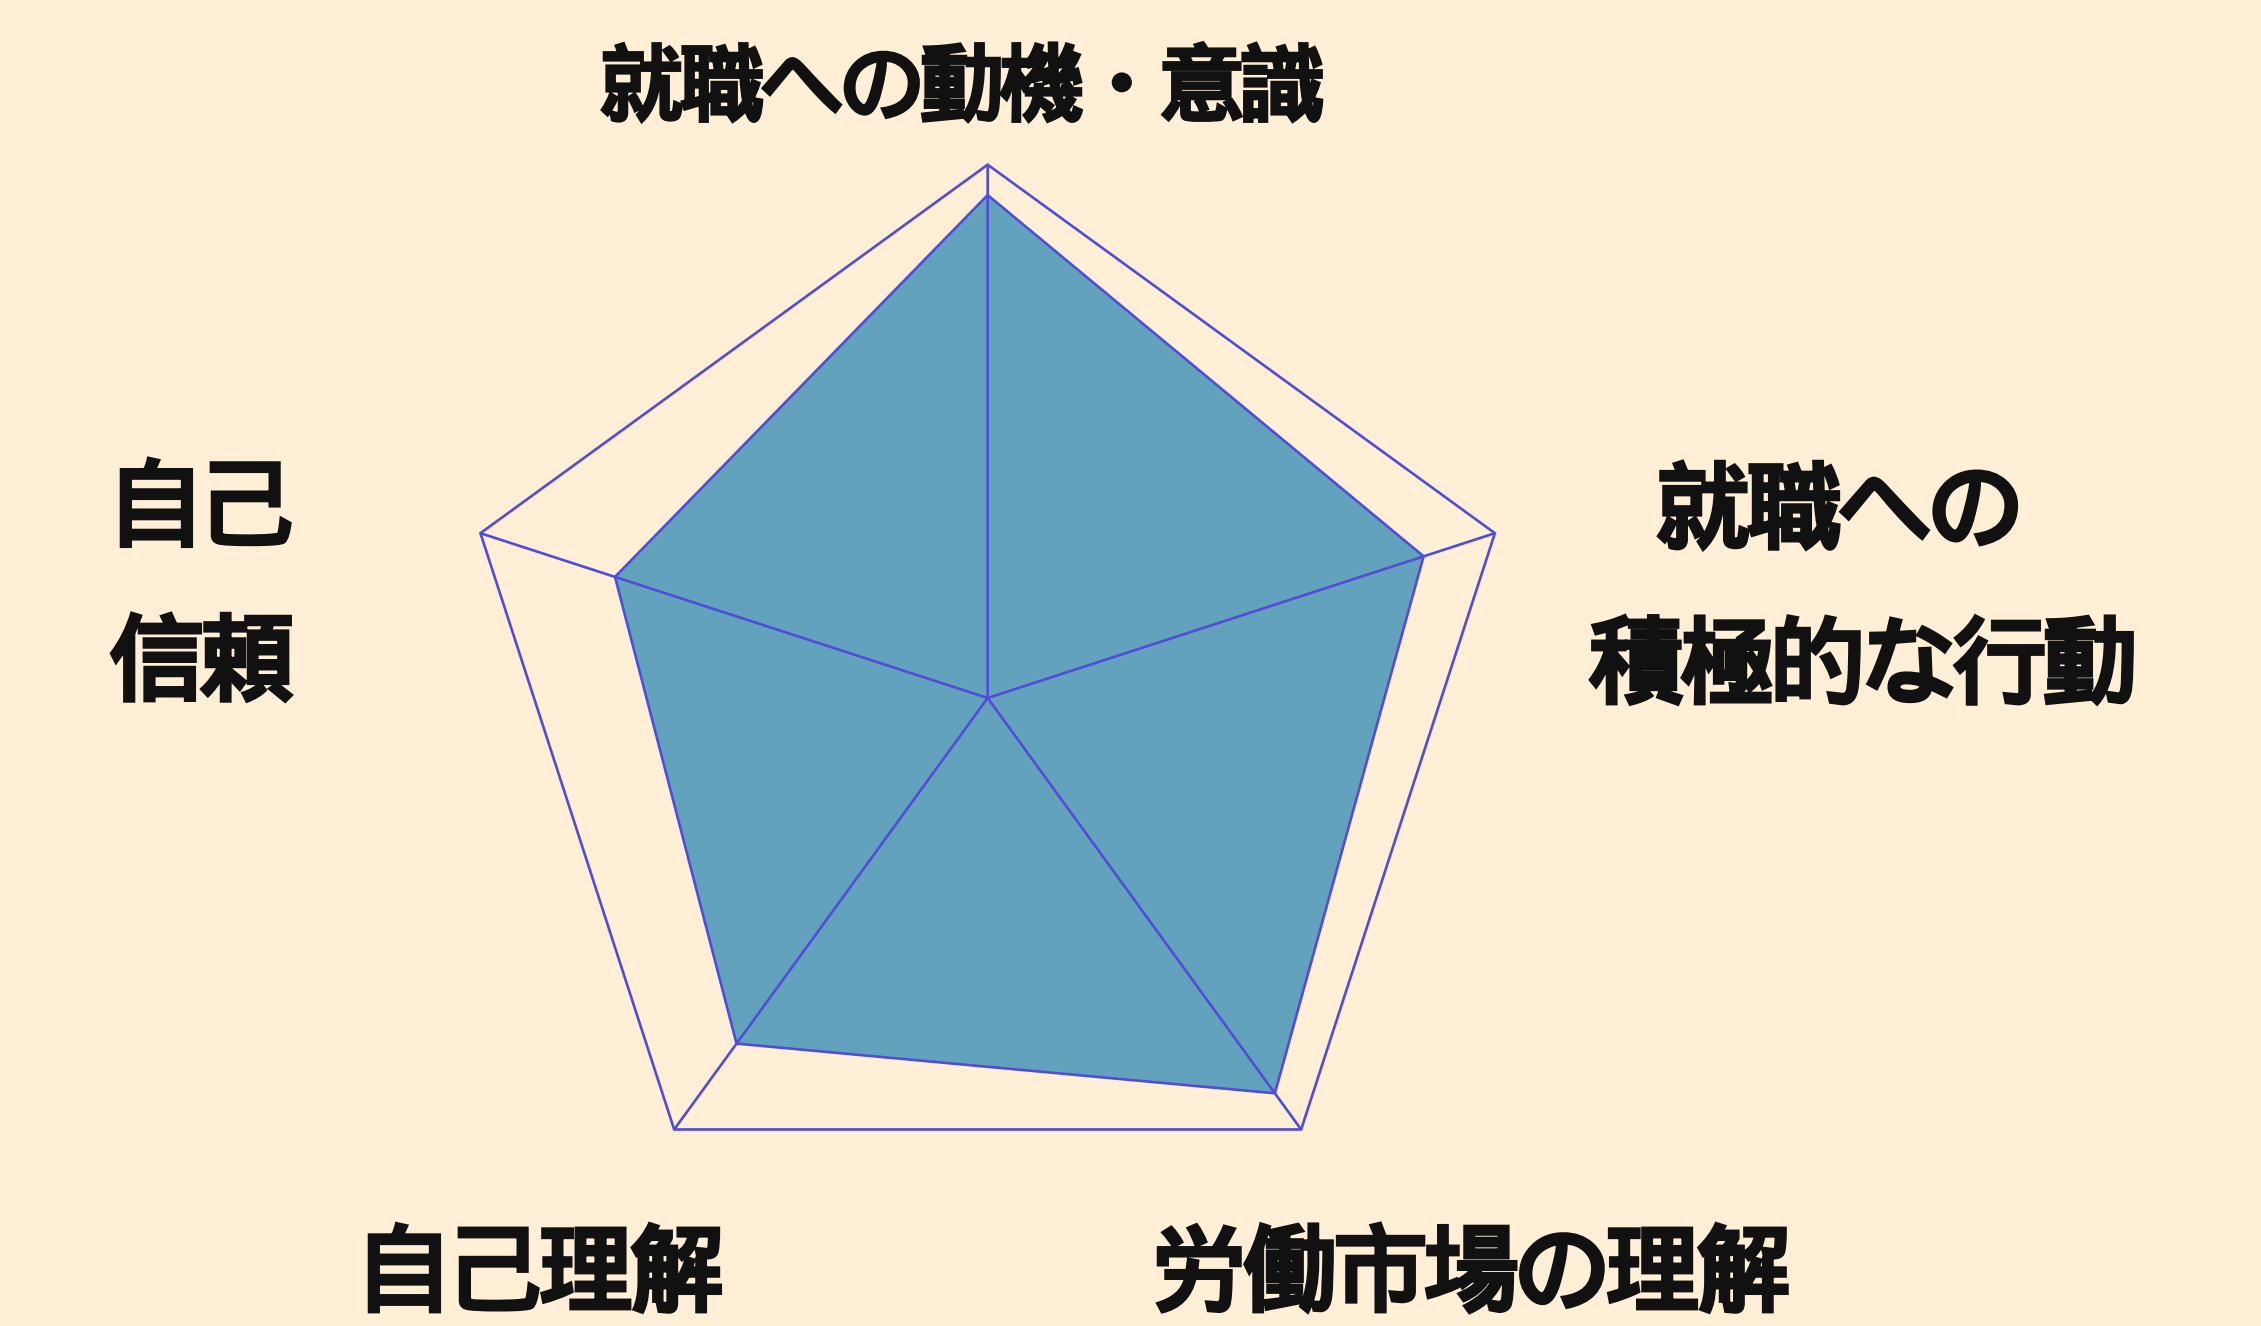 就職への動機・意識
自己
信頼
就職への
積極的な行動
自己理解
労働市場の理解